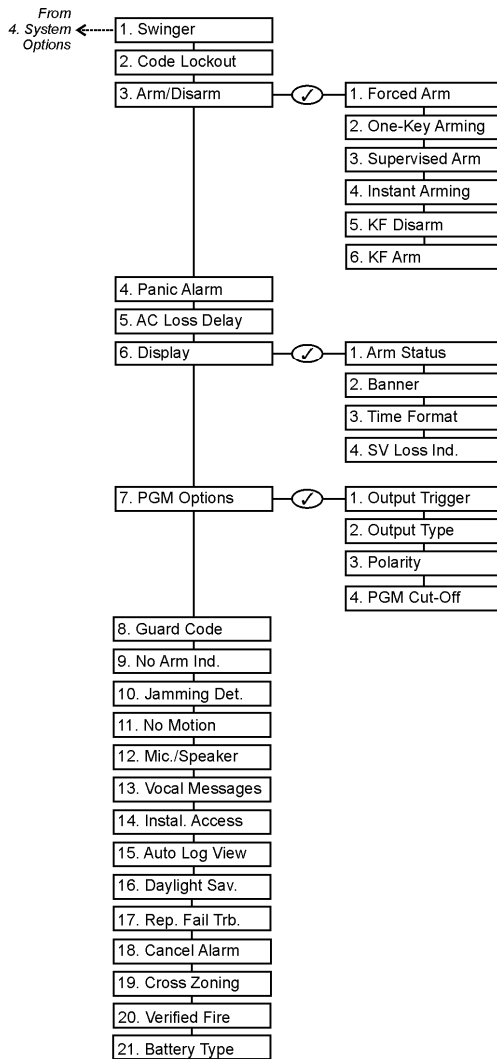 From
4. System
Options
1. Swinger
2. Code Lockout
3. Arm/Disarm
1. Forced Arm
2. One-Key Arming
3. Supervised Arm
4. Instant Arming
5. KF Disarm
6. KF Arm
4. Panic Alarm
5. AC Loss Delay
6. Display
1. Arm Status
2. Banner
3. Time Format
4. SV Loss Ind.
7. PGM Options
1. Output Trigger
2. Output Type
3. Polarity
4. PGM Cut-Off
8. Guard Code
9. No Arm Ind.
10. Jamming Det.
11. No Motion
12. Mic./Speaker
13. Vocal Messages
14. Instal. Access
15. Auto Log View
16. Daylight Sav.
17. Rep. Fail Trb.
18. Cancel Alarm
19. Cross Zoning
20. Verified Fire
21. Battery Type